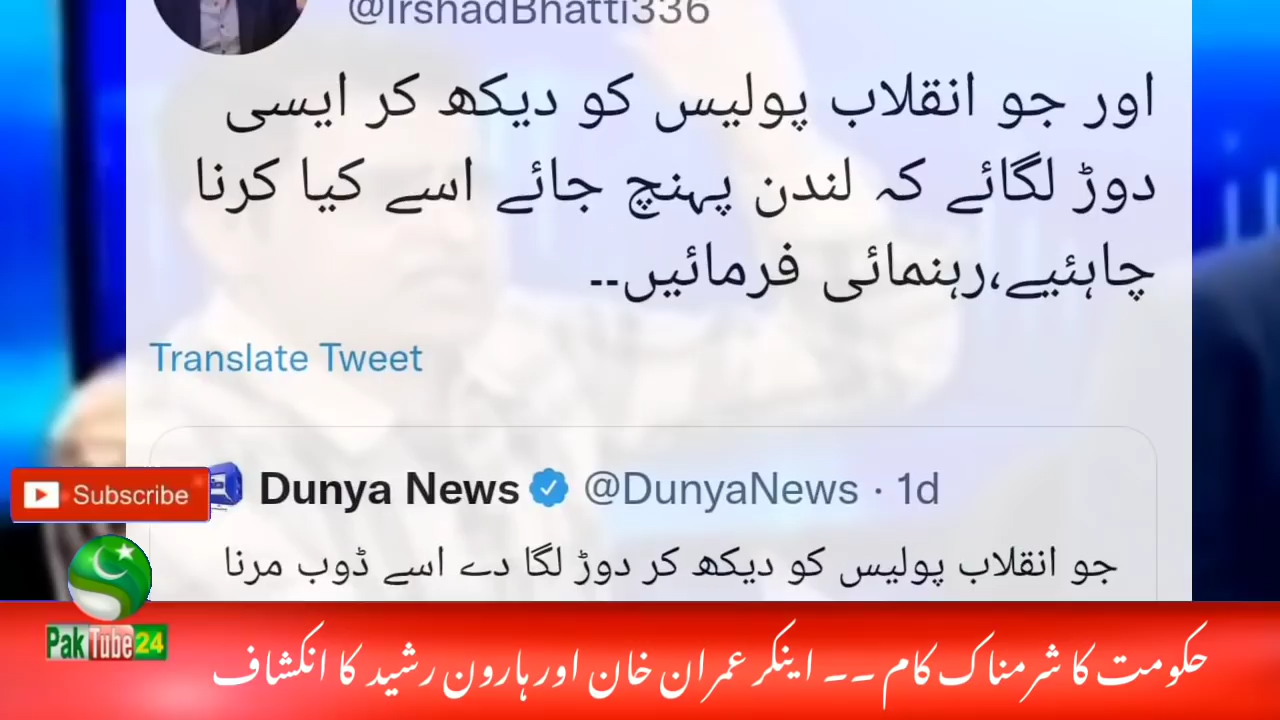 @IrshadBhatti336
اور جو انقلاب پولیس کو دیکھ کر ایسی
دوڑ لگائے کہ لندن پہنچ جائے اسے کیا کرنا
چاہئیے،رہنمائی فرمائیں۔۔
Translate Tweet
Dunya News @DunyaNews · 1d
Subscribe
جو انقلاب پولیس کو دیکھ کر دوڑ لگا دے اسے ڈوب مرنا
PakTube24
حکومت کا شرمناک کام ۔۔ اینکر عمران خان اور ہارون رشید کا انکشاف